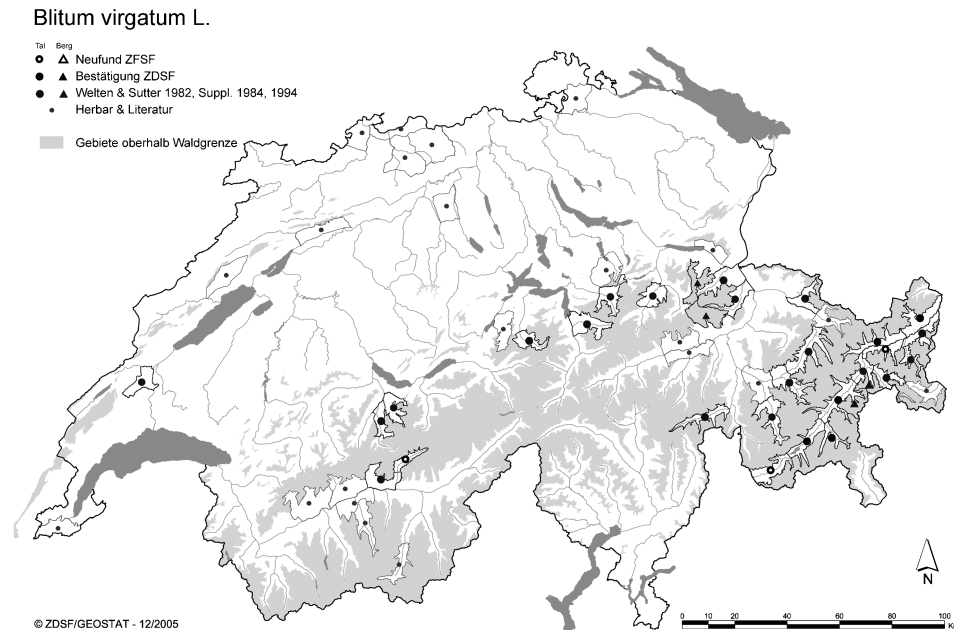 Blitum virgatum L.
Tal Berg
Neufund ZFSF
Bestätigung ZDSF
Welten & Sutter 1982, Suppl. 1984, 1994
Herbar & Literatur
Gebiete oberhalb Waldgrenze
N
0 10 20 40 60 80 100
© ZDSF/GEOSTAT - 12/2005